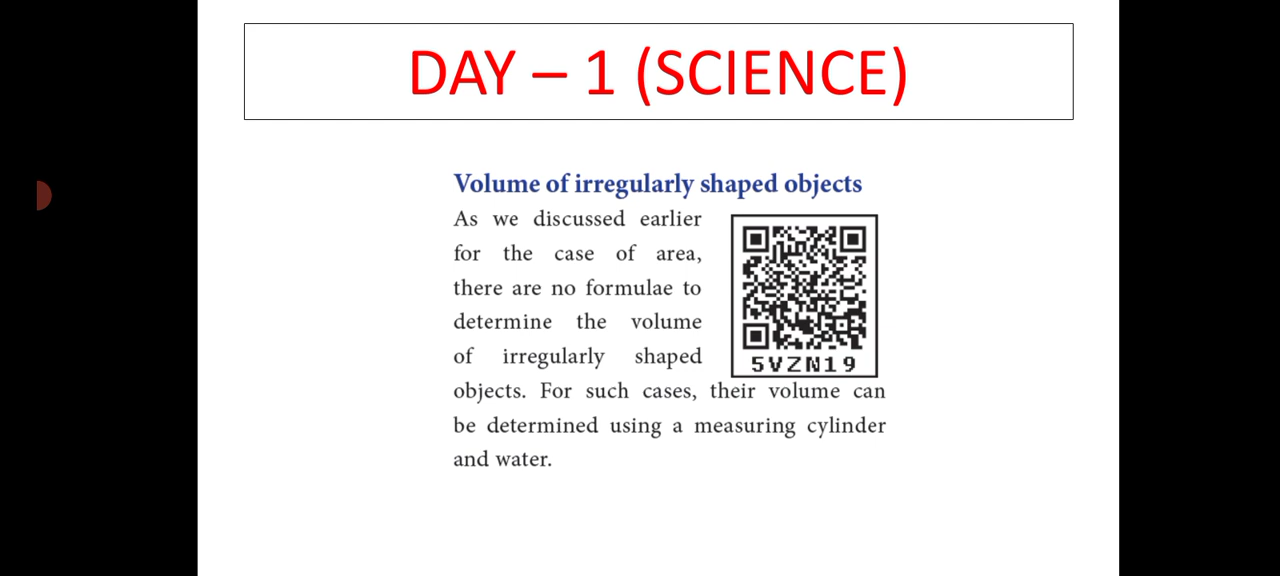 DAY – 1 (SCIENCE)
Volume of irregularly shaped objects
As we discussed earlier
for the case of area,
there are no formulae to
determine the volume
of irregularly shaped
5VZN19
objects. For such cases, their volume can
be determined using a measuring cylinder
and water.